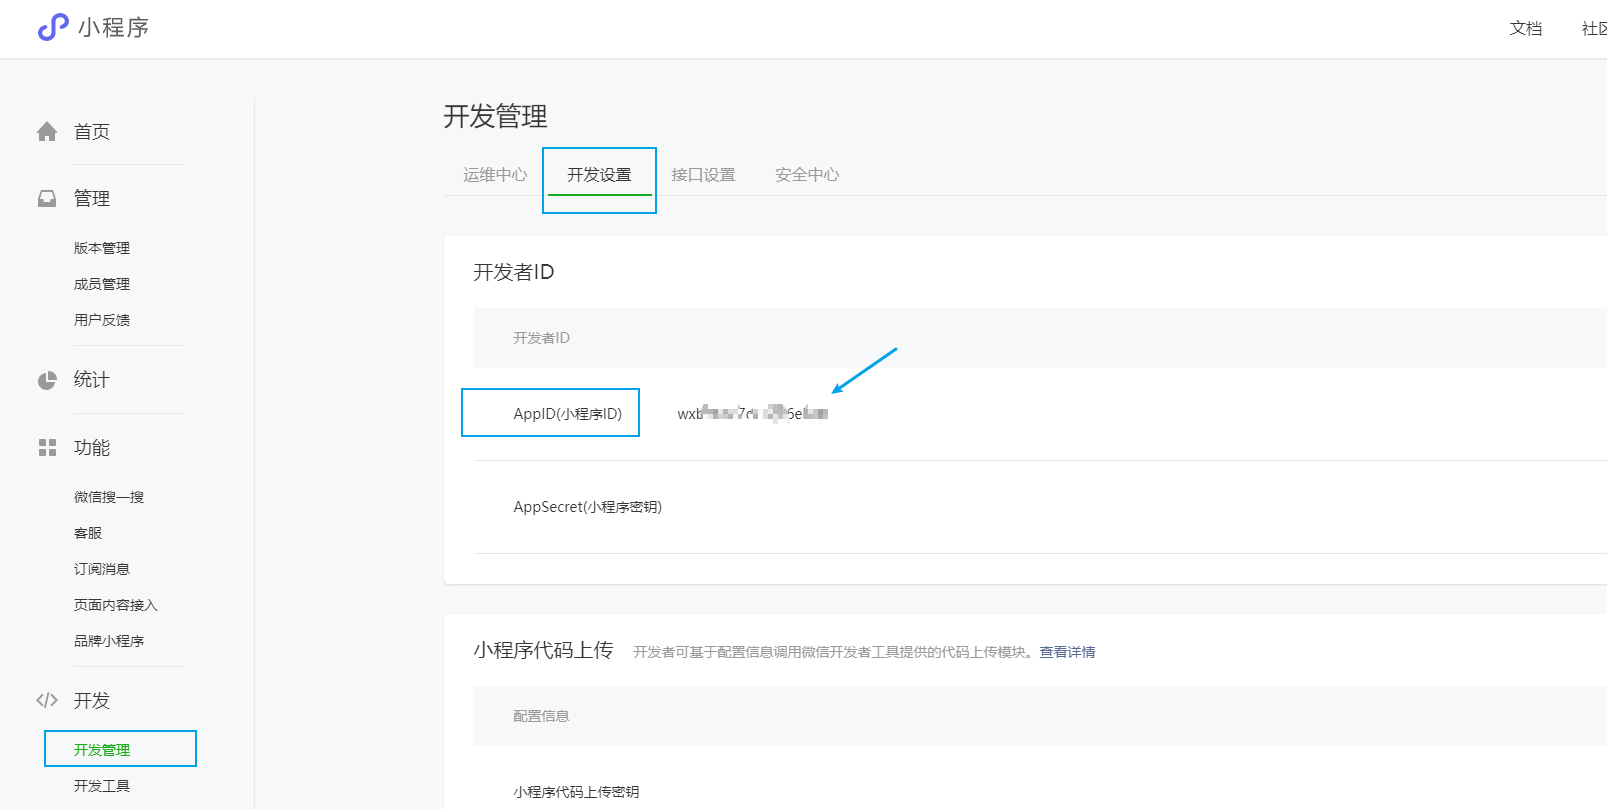 小程序
文档
首页
管理
版本管理
成员管理
用户反馈
统计
功能
微信搜一搜
客服
订阅消息
页面内容接入
品牌小程序
开发
开发管理
开发工具
开发管理
运维中心 开发设置 接口设置 安全中心
开发者ID
开发者ID
AppID(小程序ID)
AppSecret(小程序密钥)
小程序代码上传 开发者可基于配置信息调用微信开发者工具提供的代码上传模块。查看详情
配置信息
小程序代码上传密钥